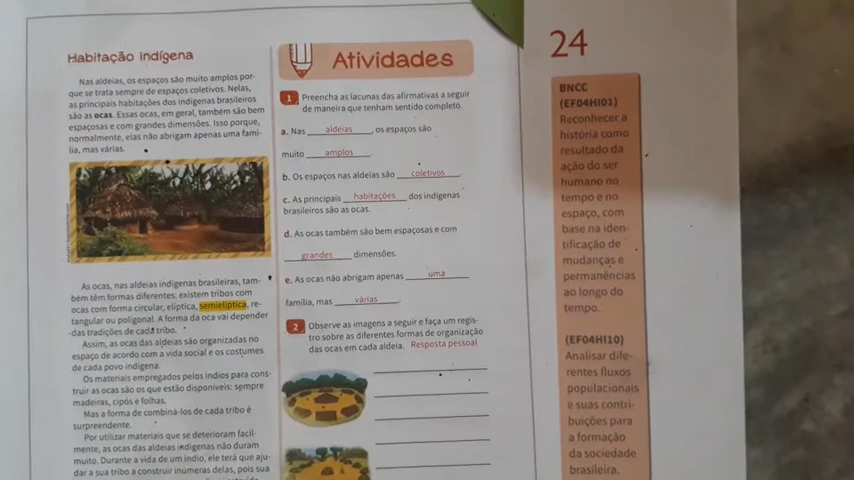 Habitação Indígena
Nas aldeias, os espaços são muito amplos por-
que se trata sempre de espaços coletivos. Nelas,
as principais habitações dos indígenas brasileiros
são as ocas. Essas ocas, em geral, também são bem
espaçosas e com grandes dimensões. Isso porque,
normalmente, elas não abrigam apenas uma famí-
lia, mas várias.
As ocas, nas aldeias indígenas brasileiras, tam-
bém têm formas diferentes: existem tribos com
ocas com forma circular, elíptica, semielíptica, re-
tangular ou poligonal. A forma da oca vai depender
das tradições de cada tribo.
Assim, as ocas das aldeias são organizadas no
espaço de acordo com a vida social e os costumes
de cada povo indígena.
Os materiais empregados pelos índios para cons-
truir as ocas são os que estão disponíveis: sempre
madeiras, cipós e folhas.
Mas a forma de combiná-los de cada tribo é
surpreendente.
Por utilizar materiais que se deterioram facil-
mente, as ocas das aldeias indígenas não duram
muito. Durante a vida de um índio, ele terá que aju-
dar a sua tribo a construir inúmeras delas, pois sua
Atividades
1 Preencha as lacunas das afirmativas a seguir
de maneira que tenham sentido completo.
a. Nas aldeias, os espaços são
muito amplos.
b. Os espaços nas aldeias são coletivos.
c. As principais habitações dos indígenas
brasileiros são as ocas.
d. As ocas também são bem espaçosas e com
grandes dimensões.
e. As ocas não abrigam apenas uma
família, mas várias.
2 Observe as imagens a seguir e faça um regis-
tro sobre as diferentes formas de organização
das ocas em cada aldeia. Resposta pessoal
24
BNCC
(EF04HI01)
Reconhecer a
história como
resultado da
ação do ser
humano no
tempo e no
espaço, com
base na iden-
tificação de
mudanças e
permanências
ao longo do
tempo.
(EF04HI10)
Analisar dife-
rentes fluxos
populacionais
e suas contri-
buições para
a formação
da sociedade
brasileira.